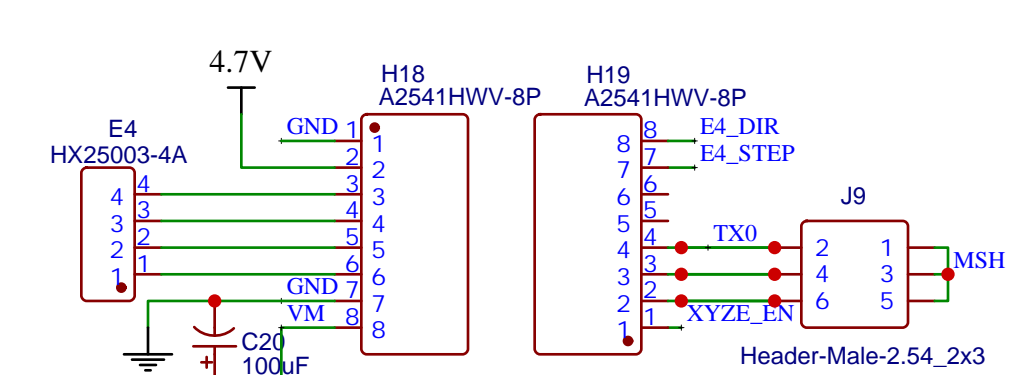 4.7V
H18
A2541HWV-8P
GND
1
2
3
4
5
6
7
8
1
2
3
4
5
6
7
8
GND
VM
E4
HX25003-4A
4
3
2
1
4
3
2
1
C20
100uF
+
H19
A2541HWV-8P
8
7
6
5
4
3
2
1
8
7
6
5
4
3
2
1
E4_DIR
E4_STEP
TX0
XYZE_EN
J9
2
4
6
1
3
5
MSH
Header-Male-2.54_2x3